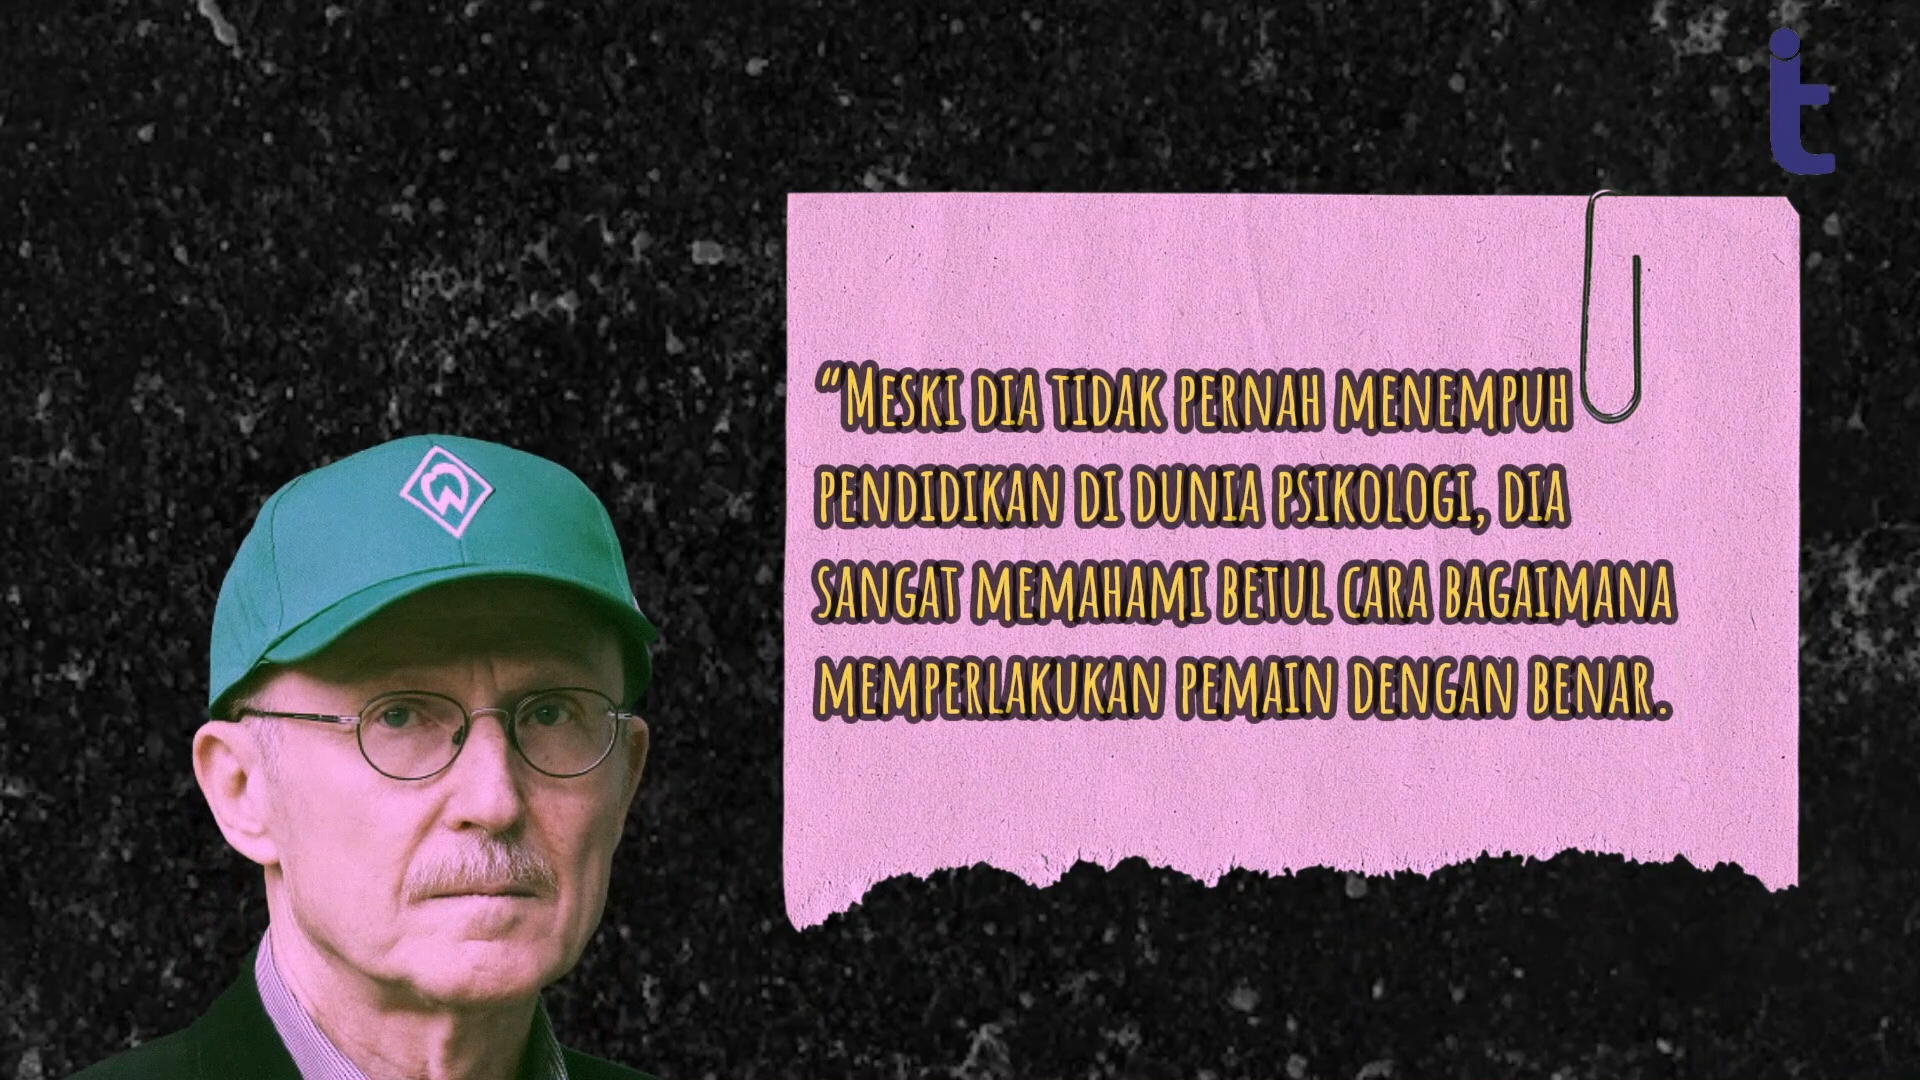 “MESKI DIA TIDAK PERNAH MENEMPUH
PENDIDIKAN DI DUNIA PSIKOLOGI, DIA
SANGAT MEMAHAMI BETUL CARA BAGAIMANA
MEMPERLAKUKAN PEMAIN DENGAN BENAR.